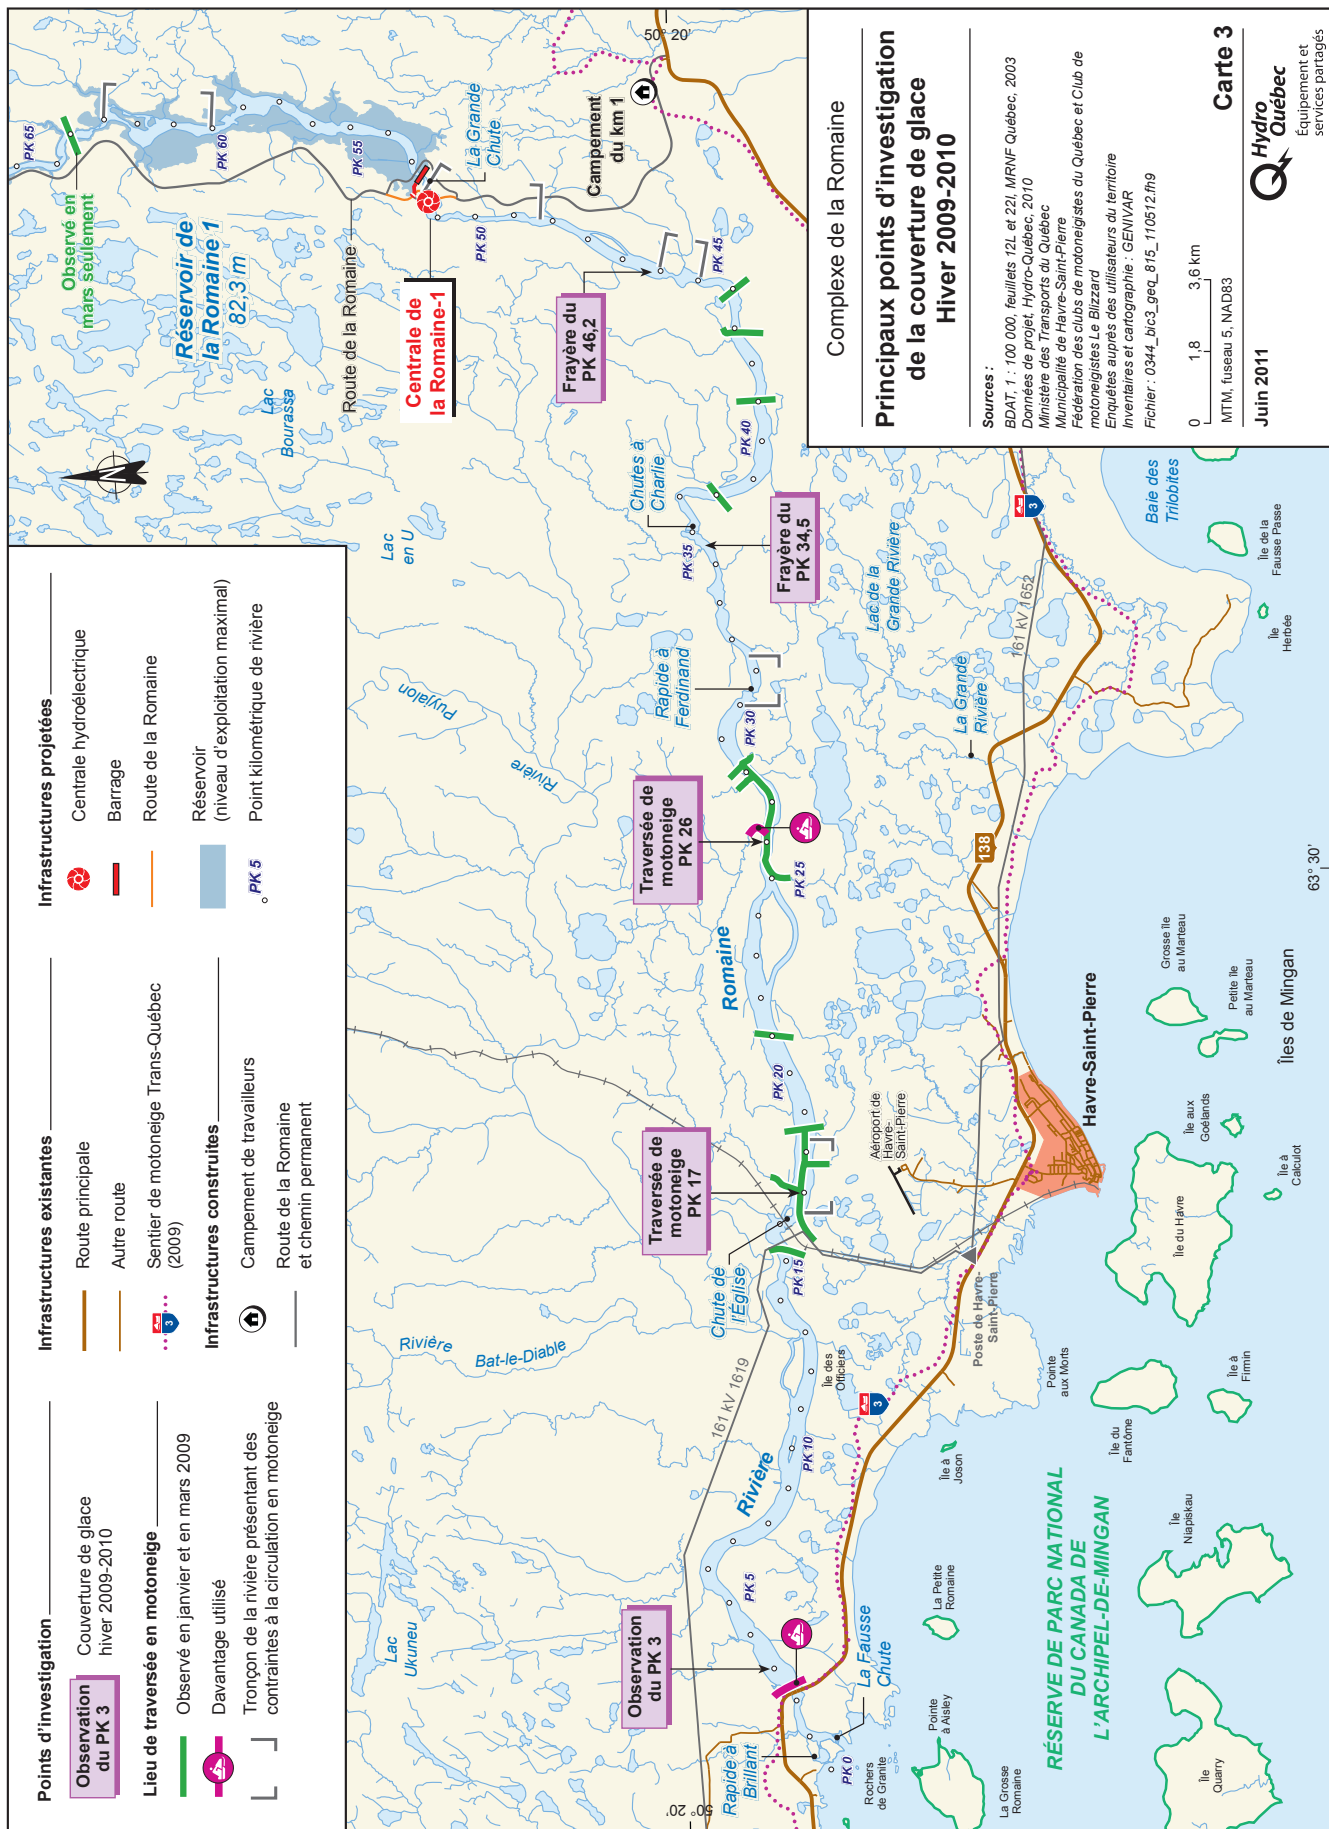 Points d'investigation
Observation
du PK 3
Couverture de glace
hiver 2009-2010
Lieu de traversée en motoneige
Observé en janvier et en mars 2009
Davantage utilisé
Tronçon de rivière présentant des
contraintes à la circulation en motoneige
Infrastructures existantes
Route principale
Autre route
3
Sentier de motoneige Trans-Québec
(2009)
Infrastructures construites
Campement de travailleurs
Route de la Romaine
et chemin permanent
Infrastructures projetées
Centrale hydroélectrique
Barrage
Route de la Romaine
Réservoir
(niveau d'exploitation maximal)
PK 5
Point kilométrique de rivière
Observé en
mars seulement
PK 65
PK 60
PK 55
PK 50
PK 45
Réservoir de
la Romaine 1
82,3 m
Lac
Bourassa
Route de la Romaine
Centrale de
la Romaine-1
La Grande
Chute
Campement
du km 1
50° 20'
Frayère du
PK 46,2
PK 40
Chutes à
Charlie
Lac
en U
PK 35
Frayère du
PK 34,5
Lac de la
Grande Rivière
Rapide à
Ferdinand
PK 30
Puyjalon
Rivière
La Grande
Rivière
161 kV 1652
3
Baie des
Trilobites
Île de la
Fausse Passe
Île
Herbée
Traversée de
motoneige
PK 26
PK 25
138
63° 30'
Romaine
PK 20
Traversée de
motoneige
PK 17
Aéroport de
Havre-
Saint-Pierre
Havre-Saint-Pierre
Grosse île
au Marteau
Petite île
au Marteau
Îles de Mingan
Île aux
Goélands
Île à
Calculot
Île du Havre
Chute de
l'Église
PK 15
Poste de Havre-
Saint-Pierre
Rivière
Bat-le-Diable
161 kV 1619
Île des
Officiers
3
Pointe
aux Morts
Île du
Fantôme
Île à
Firmin
PK 10
Rivière
Île à
Joson
PK 5
Lac
Ukuneu
Observation
du PK 3
La Fausse
Chute
La Petite
Romaine
RÉSERVE DE PARC NATIONAL
DU CANADA DE
L'ARCHIPEL-DE-MINGAN
Île
Niapiskau
Rapide à
Brillant
PK 0
Rochers
de Granite
Pointe
à Aisley
La Grosse
Romaine
Île
Quarry
50° 20'
Complexe de la Romaine
Principaux points d'investigation
de la couverture de glace
Hiver 2009-2010
Sources :
BDAT, 1 : 100 000, feuillets 12L et 22I, MRNF Québec, 2003
Données de projet, Hydro-Québec, 2010
Ministère des Transports du Québec
Municipalité de Havre-Saint-Pierre
Fédération des clubs de motoneigistes du Québec et Club de
motoneigistes Le Blizzard
Enquêtes auprès des utilisateurs du territoire
Inventaires et cartographie : GENIVAR
Fichier : 0344_bic3_geq_815_110512.fh9
0 1,8 3,6 km
MTM, fuseau 5, NAD83
Juin 2011
Carte 3
Hydro
Québec
Équipement et
services partagés